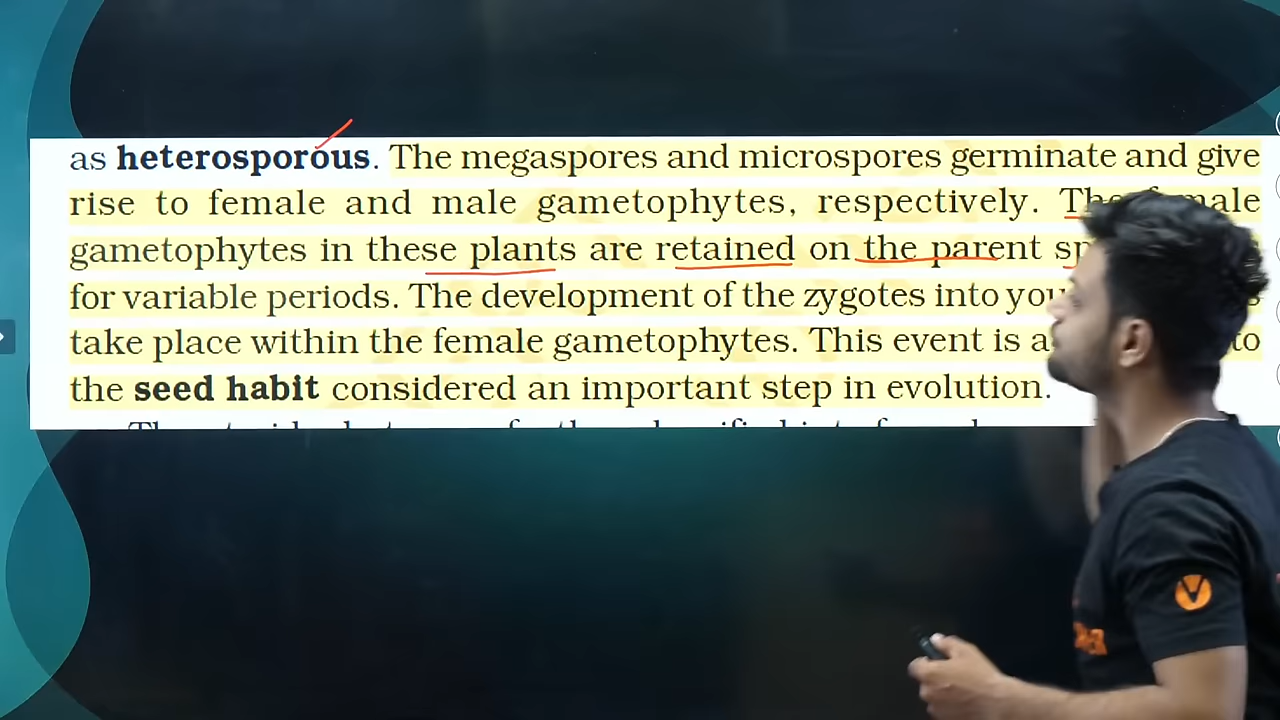 as heterosporous. The megaspores and microspores germinate and give
rise to female and male gametophytes, respectively. The female
gametophytes in these plants are retained on the parent
for variable periods. The development of the zygotes into
take place within the female gametophytes. This event is to
the seed habit considered an important step in evolution.
V